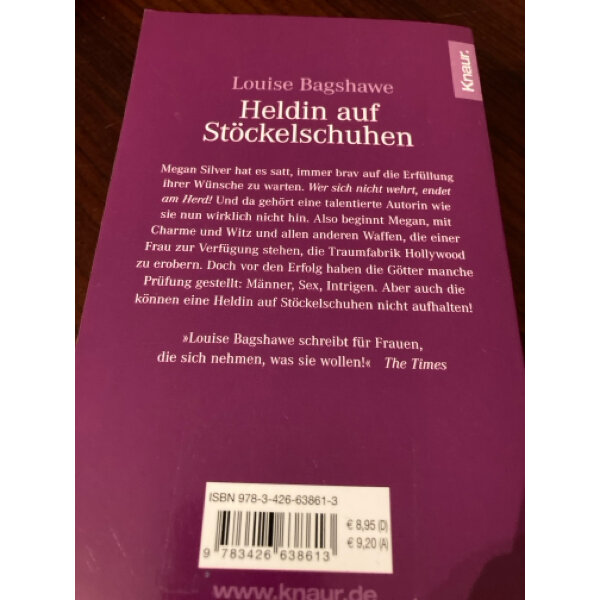 Knaur.
Louise Bagshawe
Heldin auf
Stöckelschuhen
Megan Silver hat es satt, immer brav auf die Erfüllung
ihrer Wünsche zu warten. Wer sich nicht wehrt, endet
am Herd! Und da gehört eine talentierte Autorin wie
sie nun wirklich nicht hin. Also beginnt Megan, mit
Charme und Witz und allen anderen Waffen, die einer
Frau zur Verfügung stehen, die Traumfabrik Hollywood
zu erobern. Doch vor den Erfolg haben die Götter manche
Prüfung gestellt: Männer, Sex, Intrigen. Aber auch die
können eine Heldin auf Stöckelschuhen nicht aufhalten!
»Louise Bagshawe schreibt für Frauen,
die sich nehmen, was sie wollen!« The Times
ISBN 978-3-426-63861-3
€ 8,95 (D)
€ 9,20 (A)
9 783426 638613
www.knaur.de